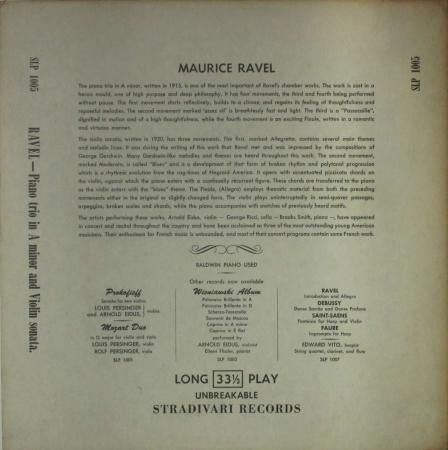 SLP 1005
SLP 1005
RAVEL—Piano trio in A minor and Violin sonata.
MAURICE RAVEL
The piano trio in A minor, written in 1915, is one of the most important of Ravel's chamber works. The work is cast in a
heroic mould, one of high purpose and deep philosophy. It has four movements, the third and fourth being performed
without pause. The first movement starts reflectively, builds to a climax, and regains its feeling of thoughtfulness and
reposeful melodies. The second movement marked "assez vif" is breathlessly fast and light. The third is a "Passacaille",
dignified in motion and of a high thoughtfulness, while the fourth movement is an exciting Finale, written in a romantic
and virtuoso manner.
The violin sonata, written in 1920, has three movements. The first, marked Allegretto, contains several main themes
and melodic lines. It was during the writing of this work that Ravel met and was impressed by the compositions of
George Gershwin. Many Gershwin-like melodies and themes are heard throughout this work. The second movement,
marked Moderato, is called "Blues" and is a development of that form of broken rhythm and polytonal progression
which is a rhythmic evolution from the rag-times of Negroid America. It opens with accentuated pizzicato chords on
the violin, against which the piano enters with a continually recurrent figure. These chords are transferred to the piano
as the violin enters with the "blues" theme. The Finale, (Allegro) employs thematic material from both the preceding
movements either in the original or slightly changed form. The violin plays uninterruptedly in semi-quaver passages,
arpeggios, broken scales and chords, while the piano accompanies with snatches of previously heard motifs.
The artists performing these works, Arnold Eidus, violin — George Ricci, cello — Brooks Smith, piano —, have appeared
in concert and recital throughout the country and have been acclaimed as three of the most outstanding young American
musicians. Their enthusiasm for French music is unbounded, and most of their concert programs contain some French work.
BALDWIN PIANO USED
Other records now available
Prokofieff
Sonata for two violins
LOUIS PERSINGER
and ARNOLD EIDUS, violins
Mozart Duo
in G major for violin and viola
LOUIS PERSINGER, viola
ROLF PERSINGER, viola
SLP 1001
Wieniawski Album
Polonaise Brillante in A
Polonaise Brillante in D
Scherzo-Tarantelle
Souvenir de Moscou
Caprice in A minor
Caprice in E flat
performed by
ARNOLD EIDUS, violinist
Eileen Flissler, pianist
SLP 1003
RAVEL
Introduction and Allegro
DEBUSSY
Danse Sacrée and Danse Profane
SAINT-SAENS
Fantaisie for Harp and Violin
FAURE
Impromptu for Harp
EDWARD VITO, harpist
String quartet, clarinet, and flute
SLP 1007
LONG 33⅓ PLAY
UNBREAKABLE
STRADIVARI RECORDS